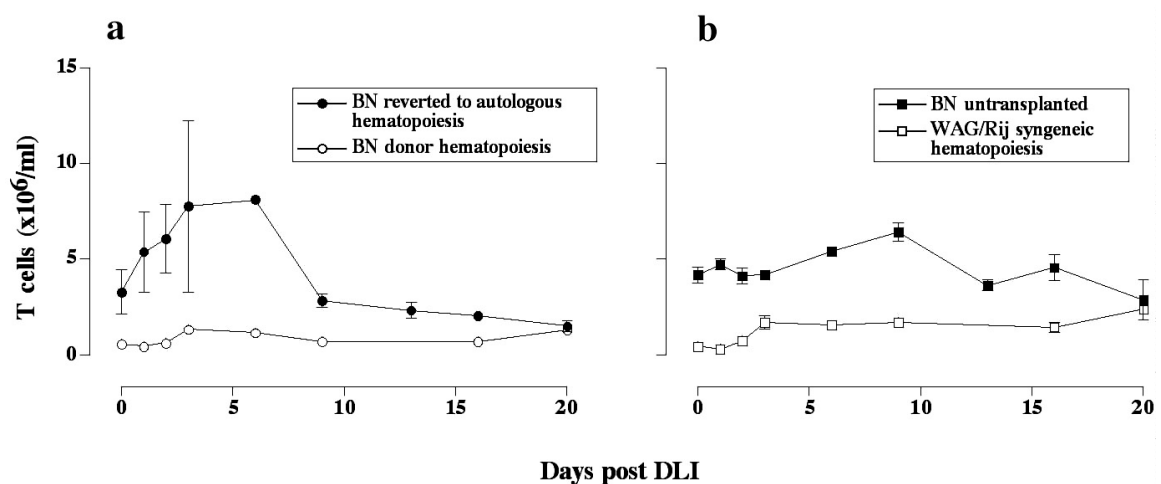 a
b
T cells (x10⁶/ml)
15
10
5
0
BN reverted to autologous
hematopoiesis
BN donor hematopoiesis
0 5 10 15 20
BN untransplanted
WAG/Rij syngeneic
hematopoiesis
0 5 10 15 20
Days post DLI